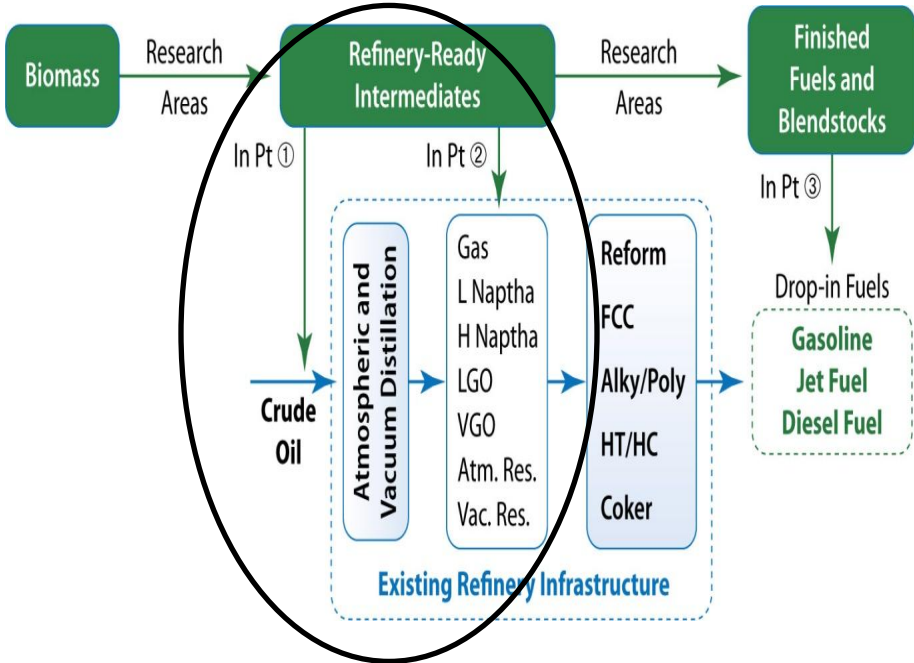 Biomass
Research
Areas
Refinery-Ready
Intermediates
Research
Areas
Finished
Fuels and
Blendstocks
In Pt ①
In Pt ②
In Pt ③
Crude
Oil
Atmospheric and
Vacuum Distillation
Gas
L Naptha
H Naptha
LGO
VGO
Atm. Res.
Vac. Res.
Reform
FCC
Alky/Poly
HT/HC
Coker
Existing Refinery Infrastructure
Drop-in Fuels
Gasoline
Jet Fuel
Diesel Fuel